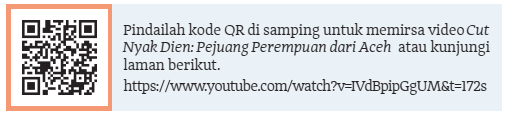 Pindailah kode QR di samping untuk memirsa video Cut
Nyak Dien: Pejuang Perempuan dari Aceh atau kunjungi
laman berikut.
https://www.youtube.com/watch?v=IVdBpipGgUM&t=172s